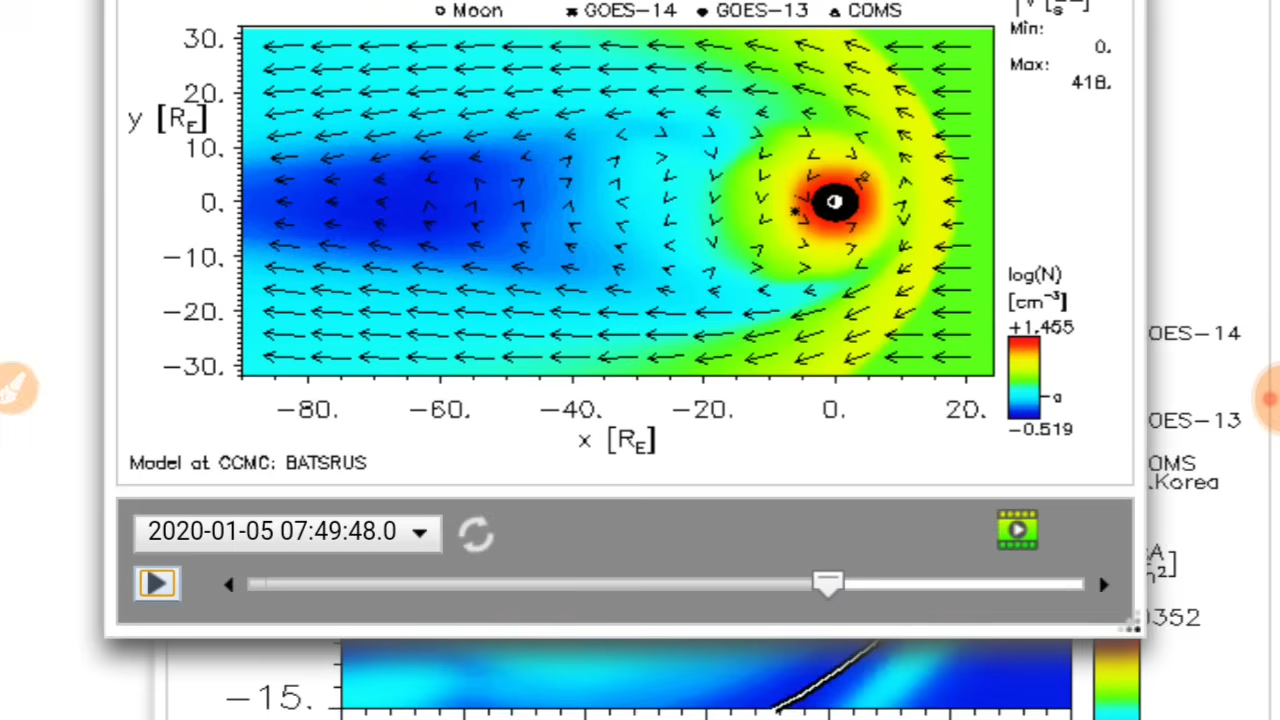 Moon GOES-14 GOES-13 COMS
Min:
0.
Max:
418.
30.
20.
y [RE]
10.
0.
-10.
-20.
-30.
log(N)
[cm-3]
+1.455
-0.519
-80. -60. -40. -20. 0. 20.
x [RE]
Model at CCMC: BATSRUS
OES-14
OES-13
OMS
.Korea
2020-01-05 07:49:48.0
352
-15.